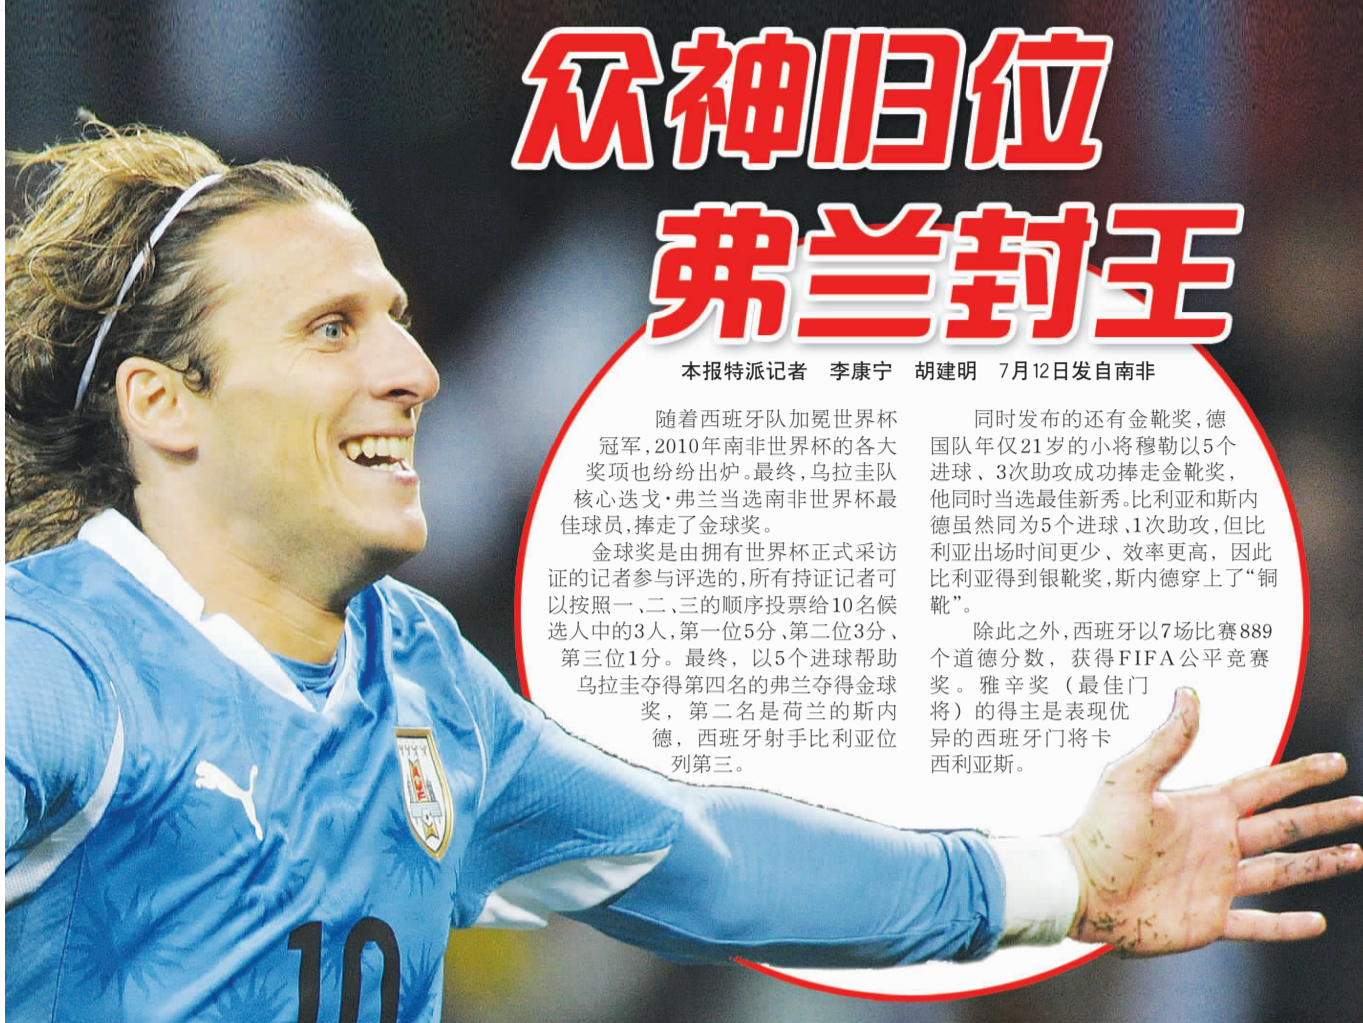 众神归位
弗兰封王
本报特派记者 李康宁 胡建明 7月12日发自南非
随着西班牙队加冕世界杯
冠军,2010年南非世界杯的各大
奖项也纷纷出炉。最终,乌拉圭队
核心迭戈·弗兰当选南非世界杯最
佳球员,捧走了金球奖。
金球奖是由拥有世界杯正式采访
证的记者参与评选的,所有持证记者可
以按照一、二、三的顺序投票给10名候
选人中的3人,第一位5分、第二位3分、
第三位1分。最终,以5个进球帮助
乌拉圭夺得第四名的弗兰夺得金球
奖,第二名是荷兰的斯内
德,西班牙射手比利亚位
列第三。
同时发布的还有金靴奖,德
国队年仅21岁的小将穆勒以5个
进球、3次助攻成功捧走金靴奖,
他同时当选最佳新秀。比利亚和斯内
德虽然同为5个进球、1次助攻,但比
利亚出场时间更少、效率更高,因此
比利亚得到银靴奖,斯内德穿上了“铜
靴”。
除此之外,西班牙以7场比赛889
个道德分数,获得FIFA公平竞赛
奖。雅辛奖(最佳门
将)的得主是表现优
异的西班牙门将卡
西利亚斯。
AUF
10